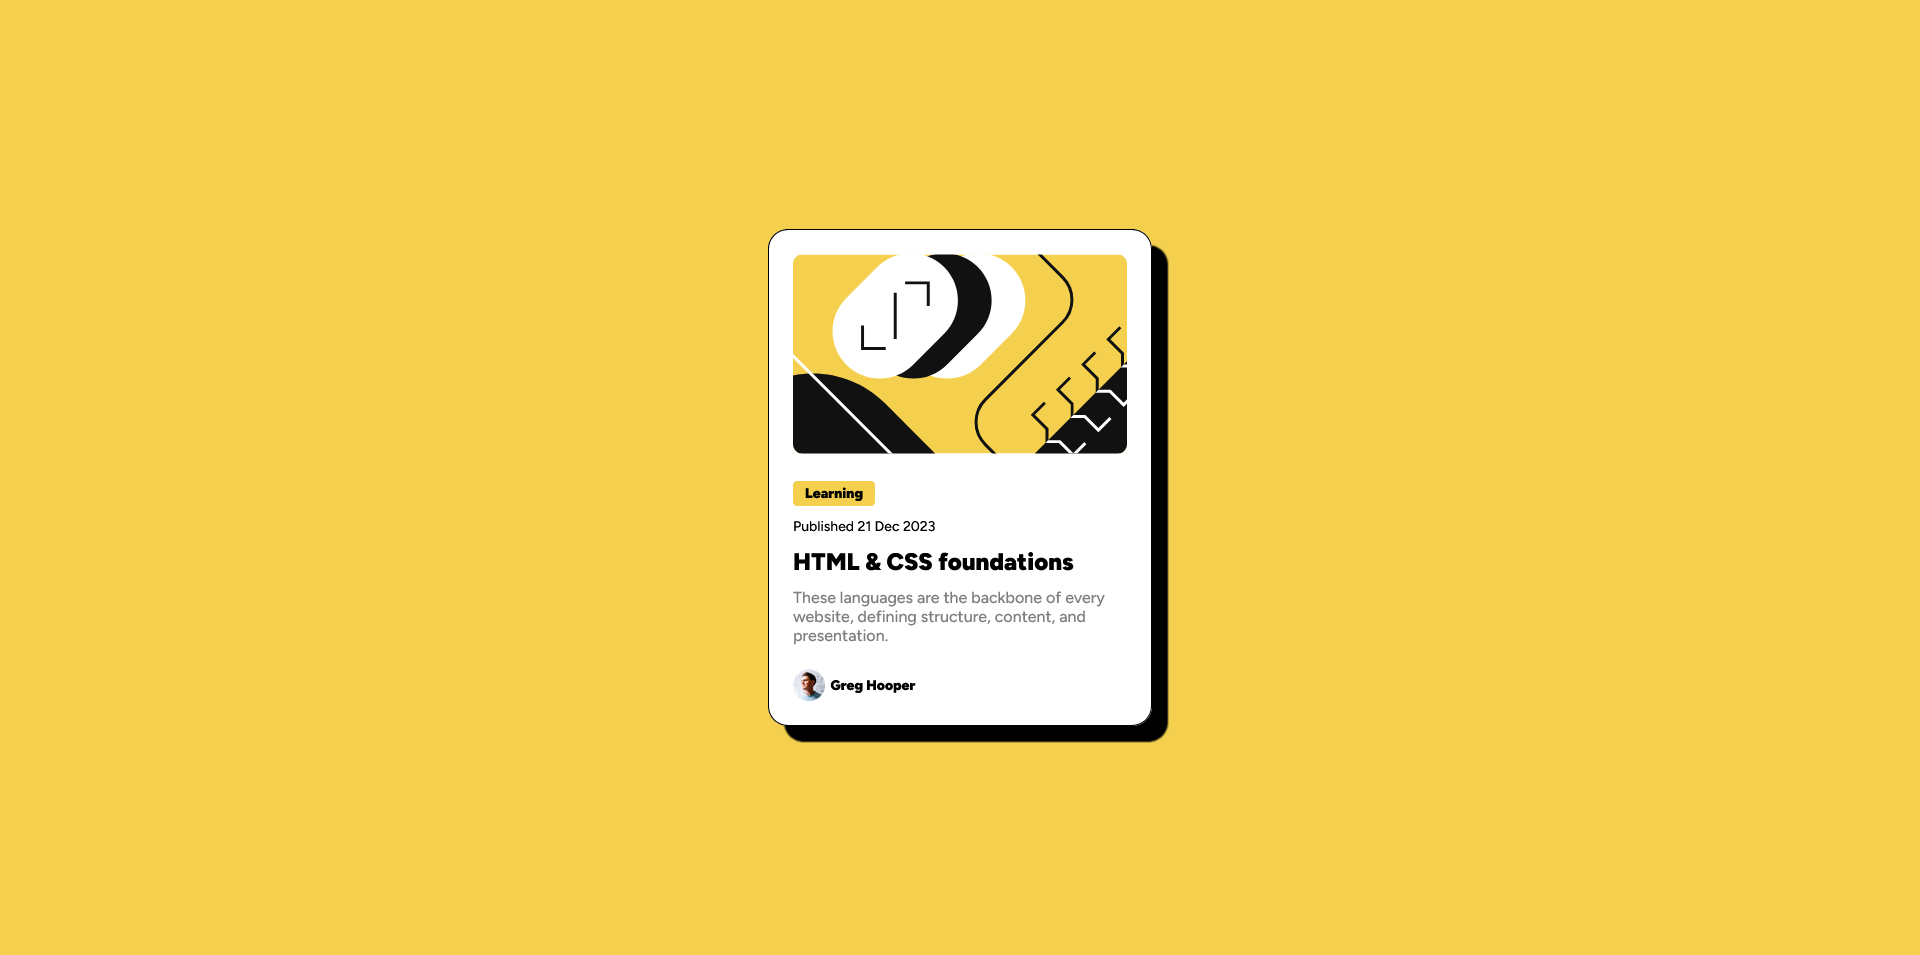 Learning
Published 21 Dec 2023
HTML & CSS foundations
These languages are the backbone of every
website, defining structure, content, and
presentation.
Greg Hooper